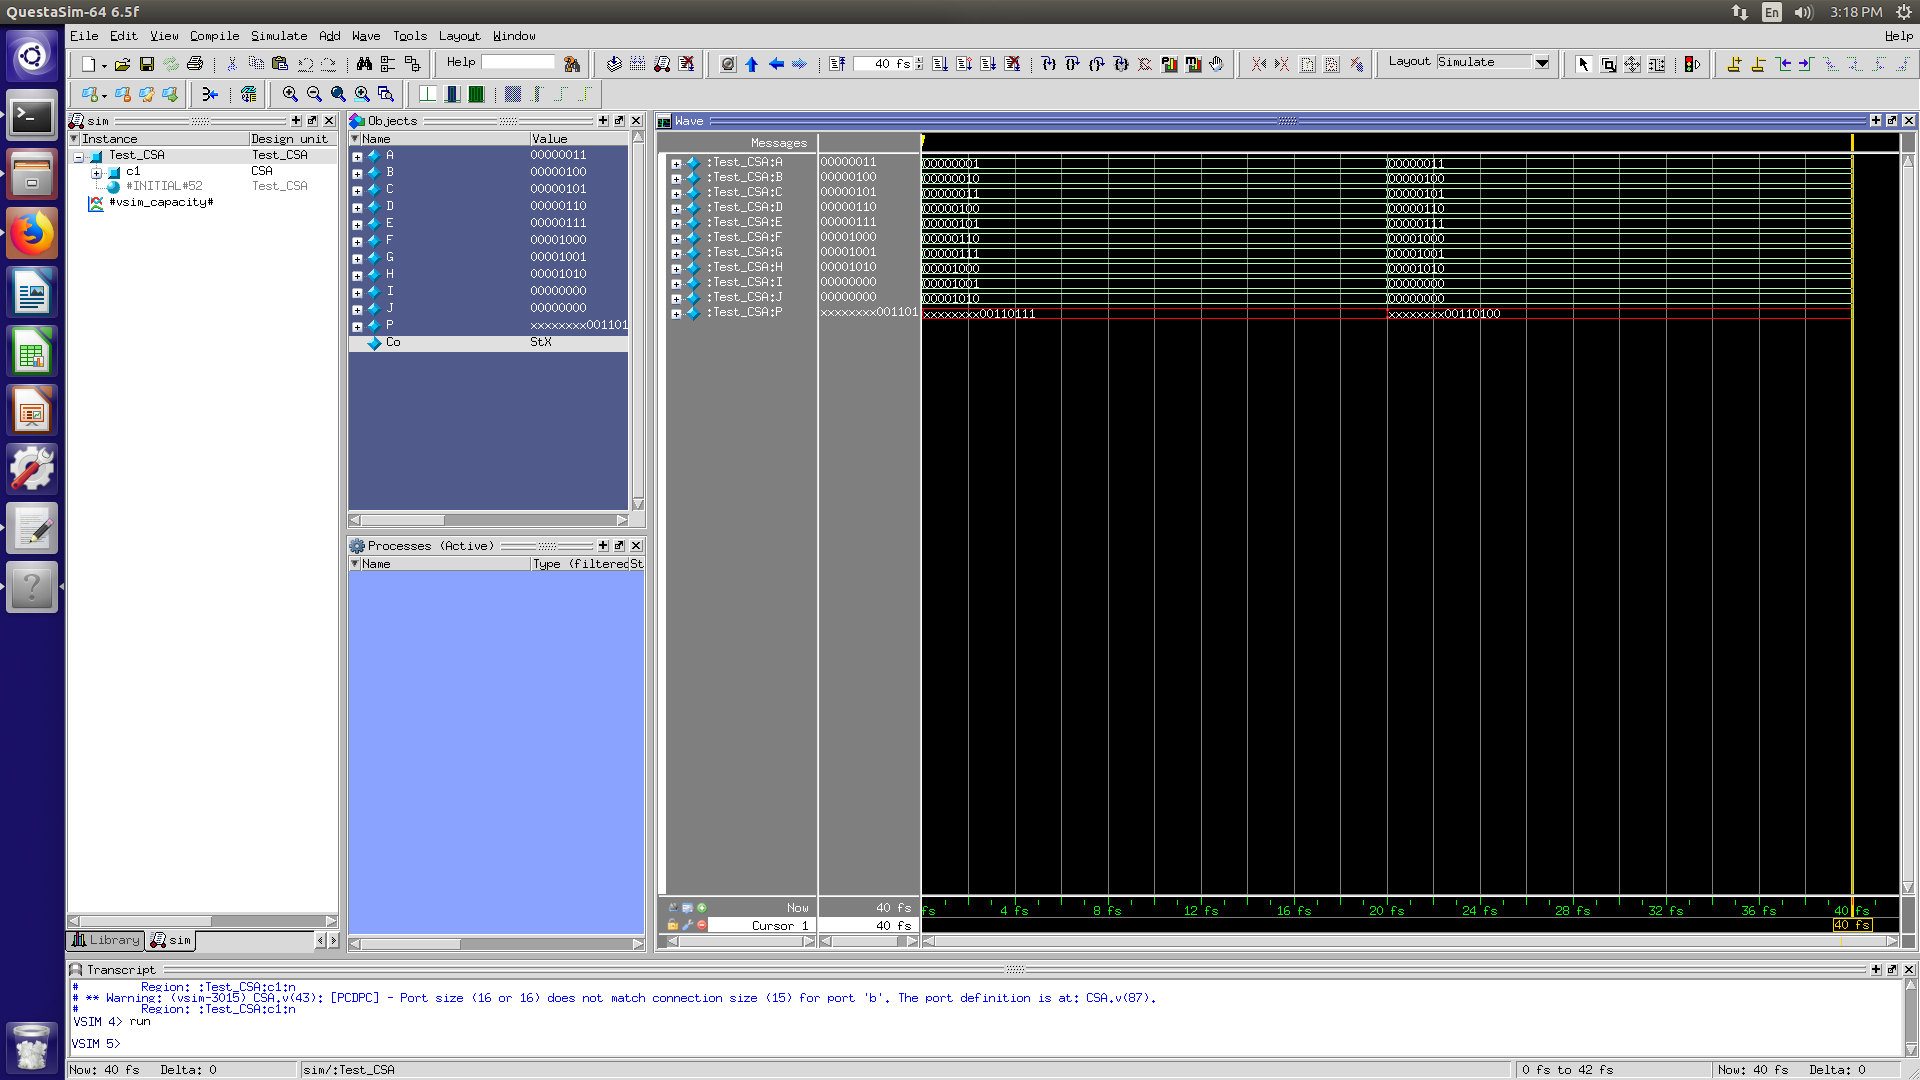 QuestaSim-64 6.5f
En
3:18 PM
File Edit View Compile Simulate Add Wave Tools Layout Window
Help
Help
40 fs
Layout Simulate
sim
Instance Design unit
Test_CSA Test_CSA
c1 CSA
#INITIAL#52 Test_CSA
#vsim_capacity#
Library sim
Objects
Name Value
A 00000011
B 00000100
C 00000101
D 00000110
E 00000111
F 00001000
G 00001001
H 00001010
I 00000000
J 00000000
P xxxxxxxx001101
Co StX
Processes (Active)
Name Type (filtered St
Wave
Messages
:Test_CSA:A 00000011 00000001 00000011
:Test_CSA:B 00000100 00000010 00000100
:Test_CSA:C 00000101 00000011 00000101
:Test_CSA:D 00000110 00000100 00000110
:Test_CSA:E 00000111 00000101 00000111
:Test_CSA:F 00001000 00000110 00001000
:Test_CSA:G 00001001 00000111 00001001
:Test_CSA:H 00001010 00001000 00001010
:Test_CSA:I 00000000 00001001 00000000
:Test_CSA:J 00000000 00001010 00000000
:Test_CSA:P xxxxxxxx001101 xxxxxxxx00110111 xxxxxxxx00110100
Now 40 fs fs 4 fs 8 fs 12 fs 16 fs 20 fs 24 fs 28 fs 32 fs 36 fs 40 fs
Cursor 1 40 fs 40 fs
Transcript
# Region: :Test_CSA:c1:n
# ** Warning: (vsim-3015) CSA.v(43): [PCDPC] - Port size (16 or 16) does not match connection size (15) for port 'b'. The port definition is at: CSA.v(87).
# Region: :Test_CSA:c1:n
VSIM 4> run
VSIM 5>
Now: 40 fs Delta: 0 sim/:Test_CSA 0 fs to 42 fs Now: 40 fs Delta: 0